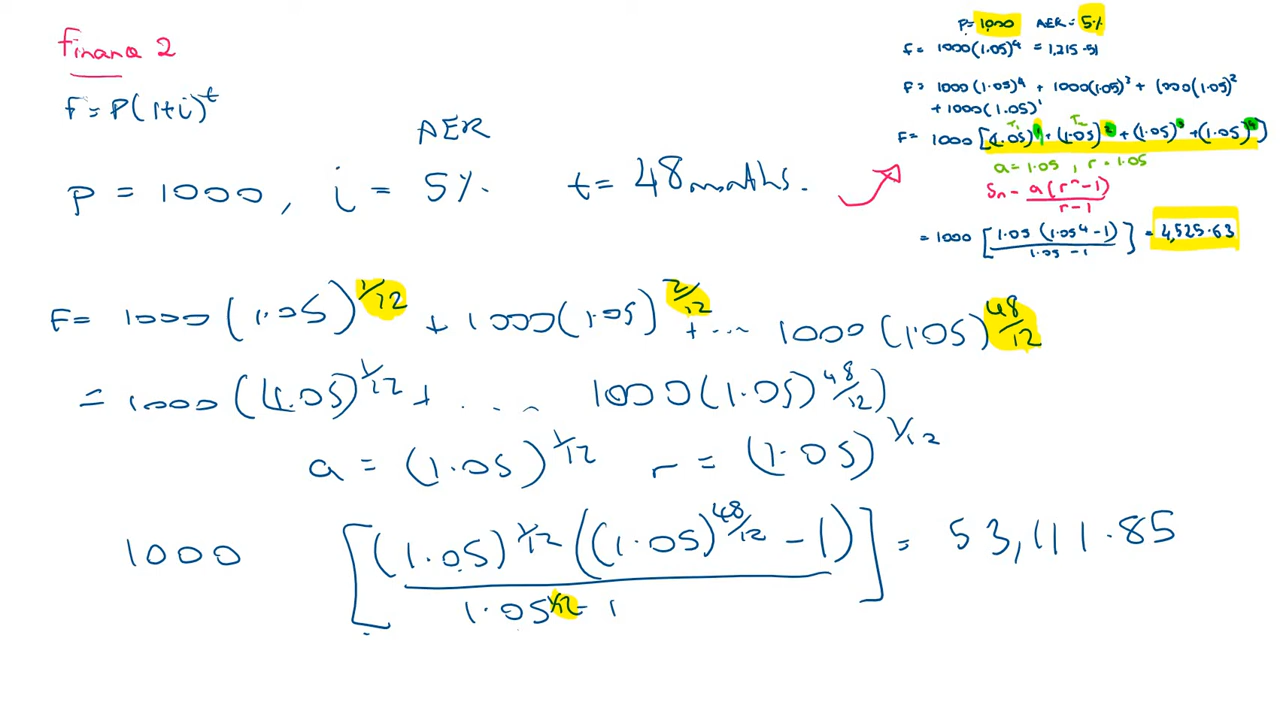 Finance 2
F=P(1+i)^t
AER
P = 1000, i = 5%. t= 48 months.
P=1000 AER=5%
F= 1000(1.05)^4 = 1,215.51
F= 1000(1.05)^4 + 1000(1.05)^3 + 1000(1.05)^2
+ 1000(1.05)^1
T1 T2
F= 1000[(1.05)^1 + (1.05)^2 + (1.05)^3 + (1.05)^4]
a=1.05, r=1.05
Sn = a(r^n-1)/r-1
= 1000[1.05(1.05^4-1)/1.05-1] = 4,525.63
F= 1000(1.05)^1/12 + 1000(1.05)^2/12 + ... 1000(1.05)^48/12
= 1000((1.05)^1/12 + .... 1000(1.05)^48/12)
a = (1.05)^1/12 r = (1.05)^1/12
1000 [(1.05)^1/12((1.05)^48/12 - 1)/1.05^1/12 - 1] = 53,111.85